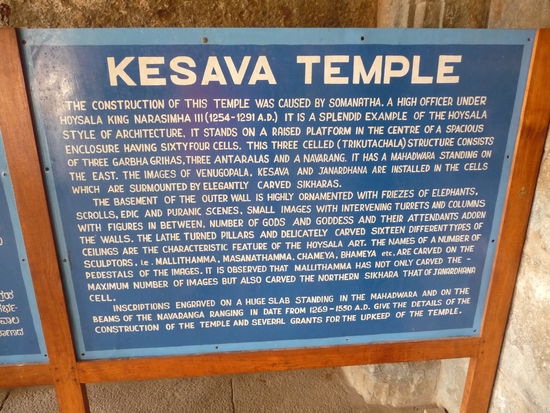 KESAVA TEMPLE
THE CONSTRUCTION OF THIS TEMPLE WAS CAUSED BY SOMANATHA. A HIGH OFFICER UNDER
HOYSALA KING NARASIMHA III (1254-1291 A.D.) IT IS A SPLENDID EXAMPLE OF THE HOYSALA
STYLE OF ARCHITECTURE. IT STANDS ON A RAISED PLATFORM IN THE CENTRE OF A SPACIOUS
ENCLOSURE HAVING SIXTYFOUR CELLS. THIS THREE CELLED (TRIKUTACHALA) STRUCTURE CONSISTS
OF THREE GARBHAGRIHAS, THREE ANTARALAS AND A NAVARANG. IT HAS A MAHADWARA STANDING ON
THE EAST. THE IMAGES OF VENUGOPALA, KESAVA AND JANARDHANA ARE INSTALLED IN THE CELLS
WHICH ARE SURMOUNTED BY ELEGANTLY CARVED SIKHARAS.
THE BASEMENT OF THE OUTER WALL IS HIGHLY ORNAMENTED WITH FRIEZES OF ELEPHANTS,
SCROLLS, EPIC AND PURANIC SCENES, SMALL IMAGES WITH INTERVENING TURRETS AND COLUMNS
WITH FIGURES IN BETWEEN. NUMBER OF GODS AND GODDESS AND THEIR ATTENDANTS ADORN
THE WALLS. THE LATHE TURNED PILLARS AND DELICATELY CARVED SIXTEEN DIFFERENT TYPES OF
CEILINGS ARE THE CHARACTERISTIC FEATURE OF THE HOYSALA ART. THE NAMES OF A NUMBER OF
SCULPTORS, i.e. MALLITHAMMA, MASANATHAMMA, CHAMEYA, BHAMEYA etc, ARE CARVED ON THE
PEDESTALS OF THE IMAGES. IT IS OBSERVED THAT MALLITHAMMA HAS NOT ONLY CARVED THE -
MAXIMUM NUMBER OF IMAGES BUT ALSO CARVED THE NORTHERN SIKHARA THAT OF JANARDHANA
CELL.
INSCRIPTIONS ENGRAVED ON A HUGE SLAB STANDING IN THE MAHADWARA AND ON THE
BEAMS OF THE NAVARANGA RANGING IN DATE FROM 1269-1550 A.D. GIVE THE DETAILS OF THE
CONSTRUCTION OF THE TEMPLE AND SEVERAL GRANTS FOR THE UPKEEP OF THE TEMPLE.